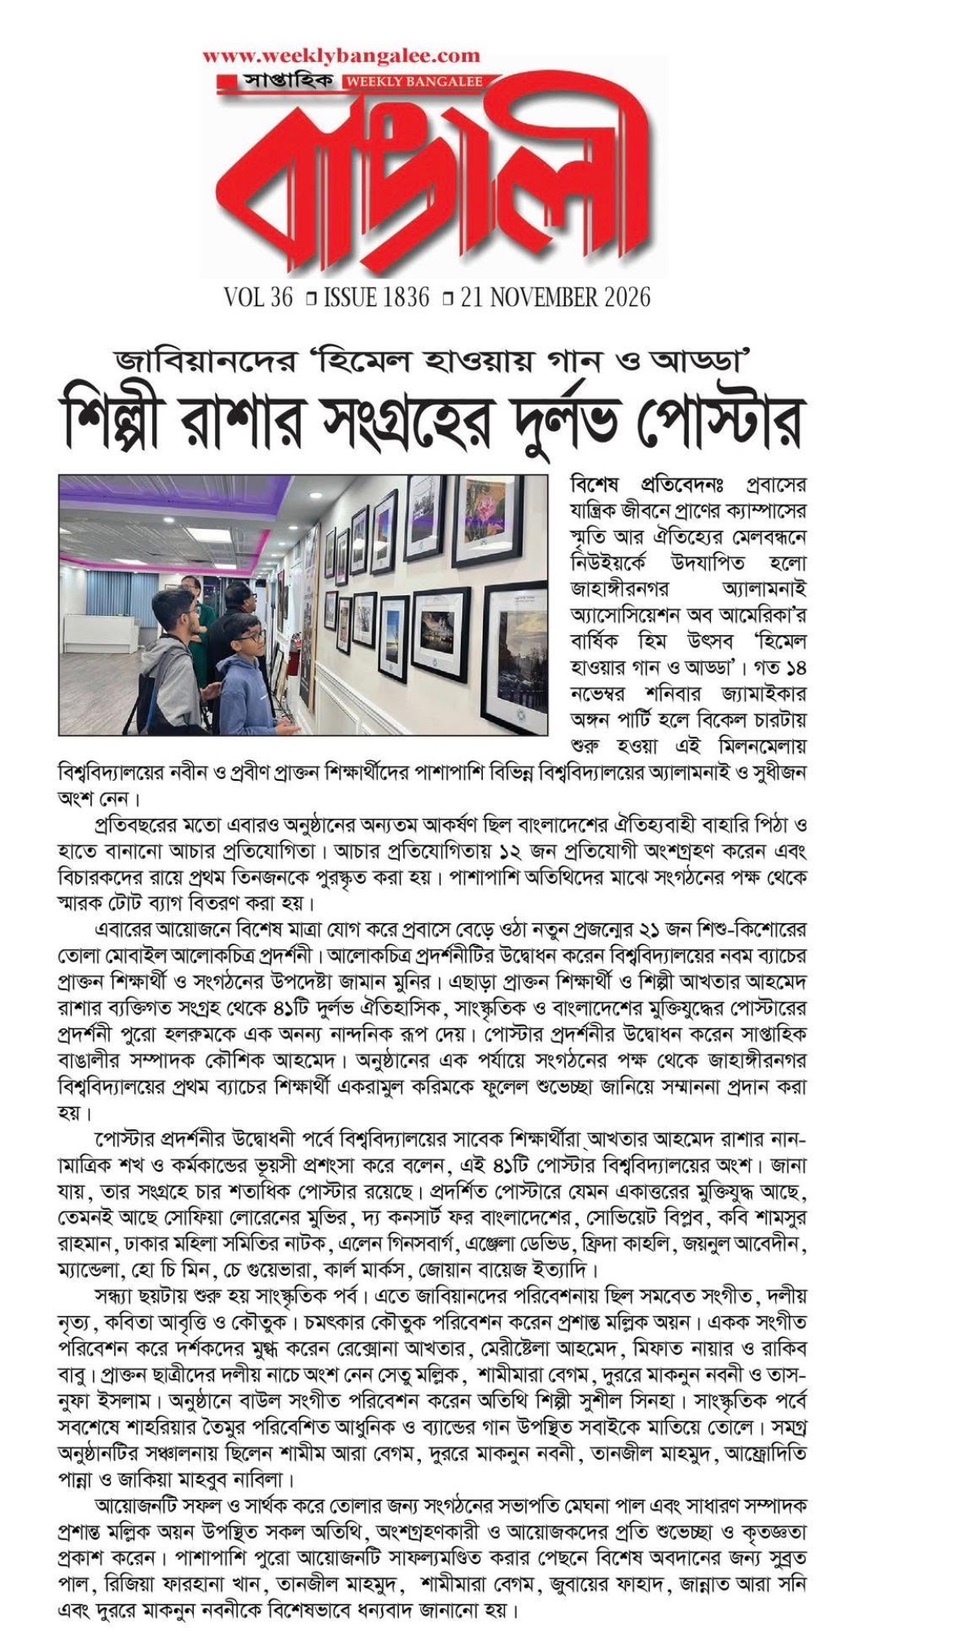 www.weeklybangalee.com
সাপ্তাহিক WEEKLY BANGALEE
বাঙালী
VOL 36 ❒ ISSUE 1836 ❒ 21 NOVEMBER 2026
জাবিয়ানদের ‘হিমেল হাওয়ায় গান ও আড্ডা’
শিল্পী রাশার সংগ্রহের দুর্লভ পোস্টার
বিশেষ প্রতিবেদনঃ প্রবাসের
যান্ত্রিক জীবনে প্রাণের ক্যাম্পাসের
স্মৃতি আর ঐতিহ্যের মেলবন্ধনে
নিউইয়র্কে উদযাপিত হলো
জাহাঙ্গীরনগর অ্যালামনাই
অ্যাসোসিয়েশন অব আমেরিকা’র
বার্ষিক হিম উৎসব ‘হিমেল
হাওয়ার গান ও আড্ডা’। গত ১৪
নভেম্বর শনিবার জ্যামাইকার
অঙ্গন পার্টি হলে বিকেল চারটায়
শুরু হওয়া এই মিলনমেলায়
বিশ্ববিদ্যালয়ের নবীন ও প্রবীণ প্রাক্তন শিক্ষার্থীদের পাশাপাশি বিভিন্ন বিশ্ববিদ্যালয়ের অ্যালামনাই ও সুধীজন
অংশ নেন।
প্রতিবছরের মতো এবারও অনুষ্ঠানের অন্যতম আকর্ষণ ছিল বাংলাদেশের ঐতিহ্যবাহী বাহারি পিঠা ও
হাতে বানানো আচার প্রতিযোগিতা। আচার প্রতিযোগিতায় ১২ জন প্রতিযোগী অংশগ্রহণ করেন এবং
বিচারকদের রায়ে প্রথম তিনজনকে পুরস্কৃত করা হয়। পাশাপাশি অতিথিদের মাঝে সংগঠনের পক্ষ থেকে
স্মারক টোট ব্যাগ বিতরণ করা হয়।
এবারের আয়োজনে বিশেষ মাত্রা যোগ করে প্রবাসে বেড়ে ওঠা নতুন প্রজন্মের ২১ জন শিশু-কিশোরের
তোলা মোবাইল আলোকচিত্র প্রদর্শনী। আলোকচিত্র প্রদর্শনীটির উদ্বোধন করেন বিশ্ববিদ্যালয়ের নবম ব্যাচের
প্রাক্তন শিক্ষার্থী ও সংগঠনের উপদেষ্টা জামান মুনির। এছাড়া প্রাক্তন শিক্ষার্থী ও শিল্পী আখতার আহমেদ
রাশার ব্যক্তিগত সংগ্রহ থেকে ৪১টি দুর্লভ ঐতিহাসিক, সাংস্কৃতিক ও বাংলাদেশের মুক্তিযুদ্ধের পোস্টারের
প্রদর্শনী পুরো হলরুমকে এক অনন্য নান্দনিক রূপ দেয়। পোস্টার প্রদর্শনীর উদ্বোধন করেন সাপ্তাহিক
বাঙালীর সম্পাদক কৌশিক আহমেদ। অনুষ্ঠানের এক পর্যায়ে সংগঠনের পক্ষ থেকে জাহাঙ্গীরনগর
বিশ্ববিদ্যালয়ের প্রথম ব্যাচের শিক্ষার্থী একরামুল করিমকে ফুলেল শুভেচ্ছা জানিয়ে সম্মাননা প্রদান করা
হয়।
পোস্টার প্রদর্শনীর উদ্বোধনী পর্বে বিশ্ববিদ্যালয়ের সাবেক শিক্ষার্থীরা আখতার আহমেদ রাশার নান-
মাত্রিক শখ ও কর্মকান্ডের ভূয়সী প্রশংসা করে বলেন, এই ৪১টি পোস্টার বিশ্ববিদ্যালয়ের অংশ। জানা
যায়, তার সংগ্রহে চার শতাধিক পোস্টার রয়েছে। প্রদর্শিত পোস্টারে যেমন একাত্তরের মুক্তিযুদ্ধ আছে,
তেমনই আছে সোফিয়া লোরেনের মুভির, দ্য কনসার্ট ফর বাংলাদেশের, সোভিয়েট বিপ্লব, কবি শামসুর
রাহমান, ঢাকার মহিলা সমিতির নাটক, এলেন গিনসবার্গ, এঞ্জেলা ডেভিড, ফ্রিদা কাহলি, জয়নুল আবেদীন,
ম্যান্ডেলা, হো চি মিন, চে গুয়েভারা, কার্ল মার্কস, জোয়ান বায়েজ ইত্যাদি।
সন্ধ্যা ছয়টায় শুরু হয় সাংস্কৃতিক পর্ব। এতে জাবিয়ানদের পরিবেশনায় ছিল সমবেত সংগীত, দলীয়
নৃত্য, কবিতা আবৃত্তি ও কৌতুক। চমৎকার কৌতুক পরিবেশন করেন প্রশান্ত মল্লিক অয়ন। একক সংগীত
পরিবেশন করে দর্শকদের মুগ্ধ করেন রেক্সোনা আখতার, মেরীষ্টেলা আহমেদ, মিফাত নায়ার ও রাকিব
বাবু। প্রাক্তন ছাত্রীদের দলীয় নাচে অংশ নেন সেতু মল্লিক, শামীমারা বেগম, দুররে মাকনুন নবনী ও তাস-
নুফা ইসলাম। অনুষ্ঠানে বাউল সংগীত পরিবেশন করেন অতিথি শিল্পী সুশীল সিনহা। সাংস্কৃতিক পর্বে
সবশেষে শাহরিয়ার তৈমুর পরিবেশিত আধুনিক ও ব্যান্ডের গান উপস্থিত সবাইকে মাতিয়ে তোলে। সমগ্র
অনুষ্ঠানটির সঞ্চালনায় ছিলেন শামীম আরা বেগম, দুররে মাকনুন নবনী, তানজীল মাহমুদ, আফ্রোদিতি
পান্না ও জাকিয়া মাহবুব নাবিলা।
আয়োজনটি সফল ও সার্থক করে তোলার জন্য সংগঠনের সভাপতি মেঘনা পাল এবং সাধারণ সম্পাদক
প্রশান্ত মল্লিক অয়ন উপস্থিত সকল অতিথি, অংশগ্রহণকারী ও আয়োজকদের প্রতি শুভেচ্ছা ও কৃতজ্ঞতা
প্রকাশ করেন। পাশাপাশি পুরো আয়োজনটি সাফল্যমণ্ডিত করার পেছনে বিশেষ অবদানের জন্য সুব্রত
পাল, রিজিয়া ফারহানা খান, তানজীল মাহমুদ, শামীমারা বেগম, জুবায়ের ফাহাদ, জান্নাত আরা সনি
এবং দুররে মাকনুন নবনীকে বিশেষভাবে ধন্যবাদ জানানো হয়।